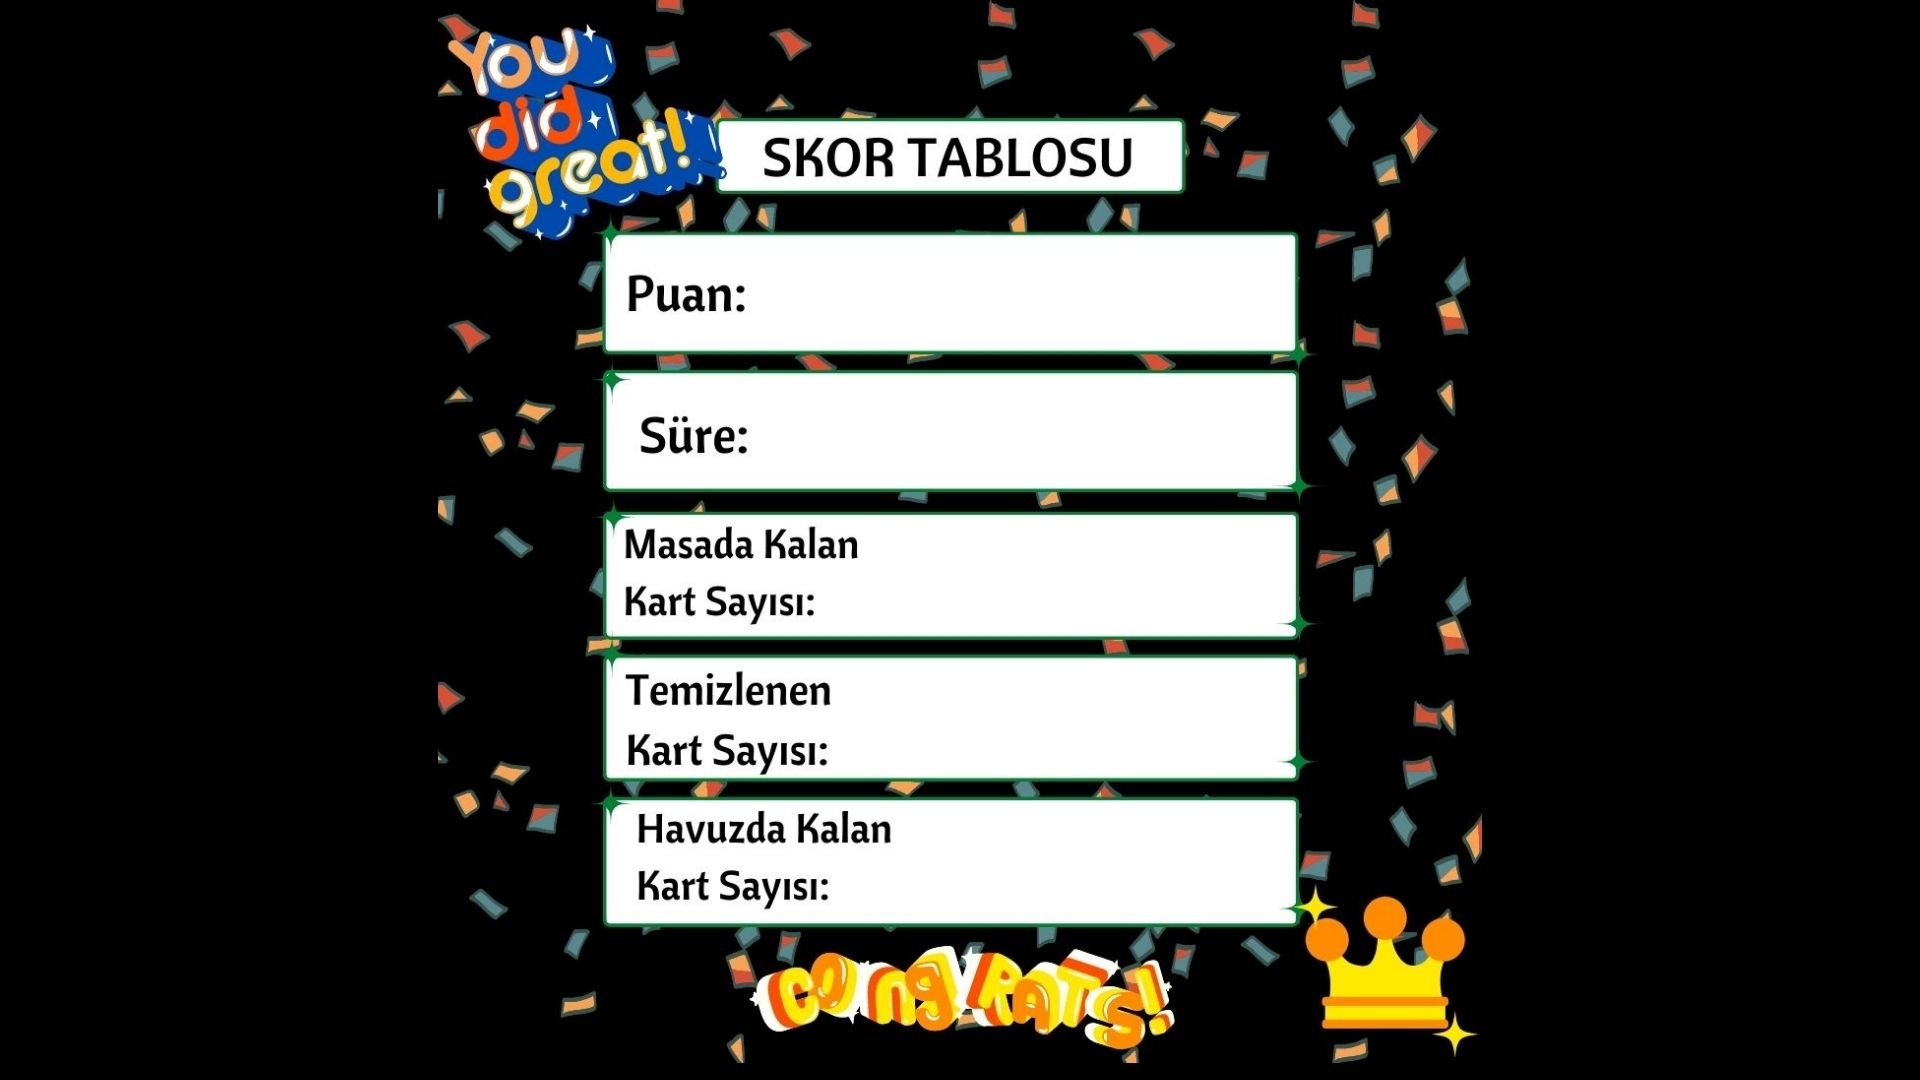 You
did
great!
SKOR TABLOSU
Puan:
Süre:
Masada Kalan
Kart Sayısı:
Temizlenen
Kart Sayısı:
Havuzda Kalan
Kart Sayısı:
CONgRATS!